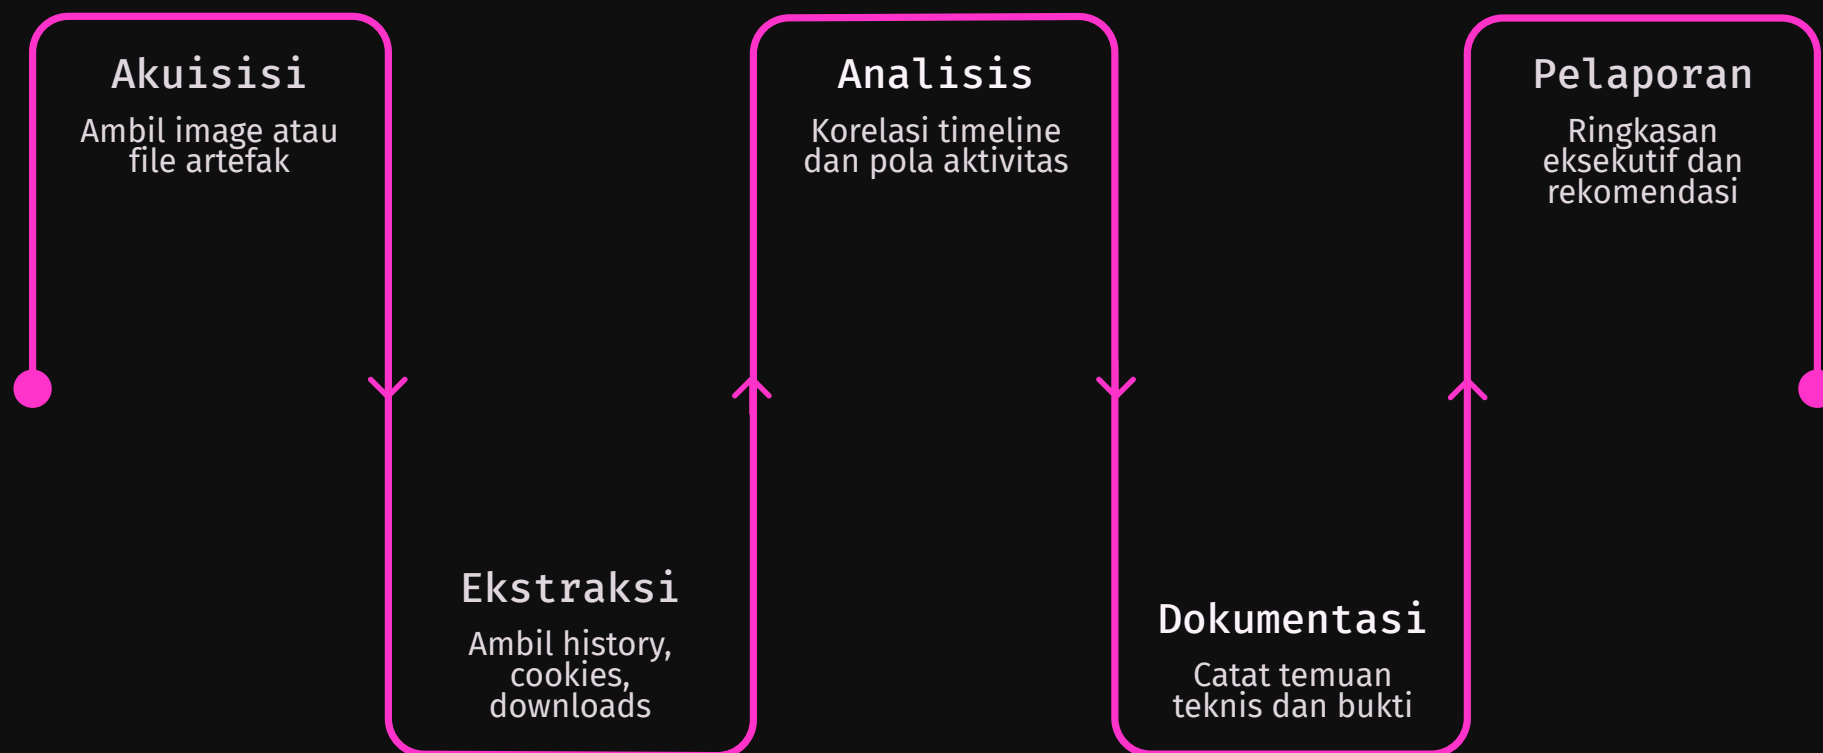 Akuisisi
Ambil image atau
file artefak
Ekstraksi
Ambil history,
cookies,
downloads
Analisis
Korelasi timeline
dan pola aktivitas
Dokumentasi
Catat temuan
teknis dan bukti
Pelaporan
Ringkasan
eksekutif dan
rekomendasi